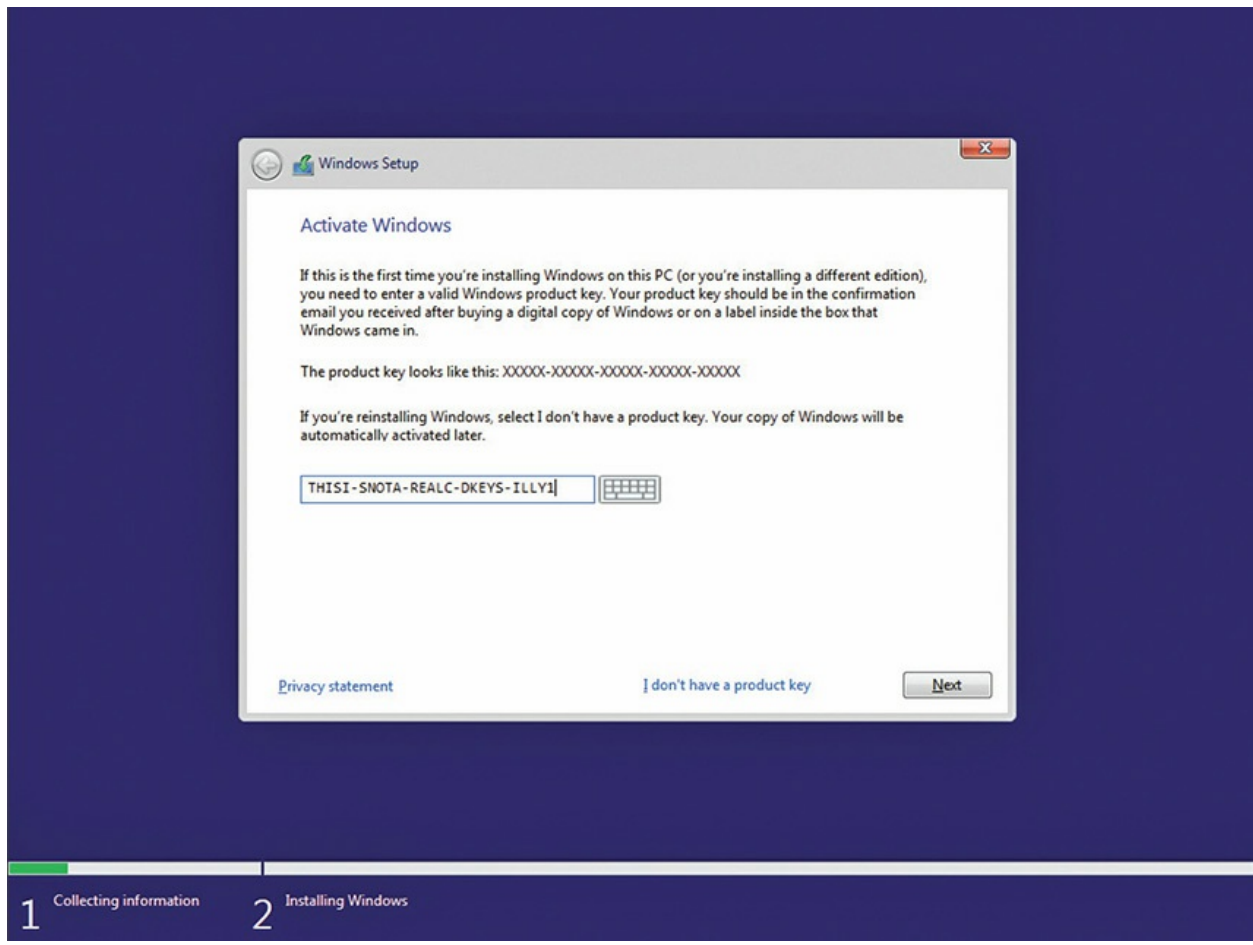 Windows Setup
Activate Windows
If this is the first time you're installing Windows on this PC (or you're installing a different edition),
you need to enter a valid Windows product key. Your product key should be in the confirmation
email you received after buying a digital copy of Windows or on a label inside the box that
Windows came in.
The product key looks like this: XXXXX-XXXXX-XXXXX-XXXXX-XXXXX
If you're reinstalling Windows, select I don't have a product key. Your copy of Windows will be
automatically activated later.
THISI-SNOTA-REALC-DKEYS-ILLY1
Privacy statement
I don't have a product key
Next
1 Collecting information
2 Installing Windows